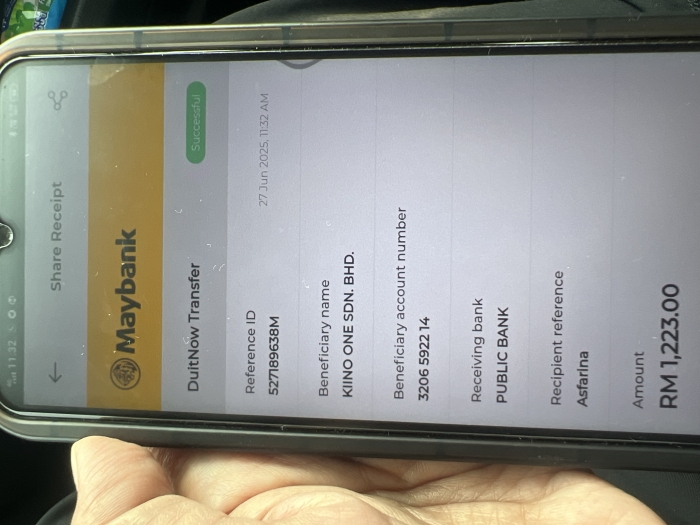 11:32
Share Receipt
Maybank
DuitNow Transfer
Successful
Reference ID
527189638M
27 Jun 2025, 11:32 AM
Beneficiary name
KIINO ONE SDN. BHD.
Beneficiary account number
3206 5922 14
Receiving bank
PUBLIC BANK
Recipient reference
Asfarina
Amount
RM 1,223.00